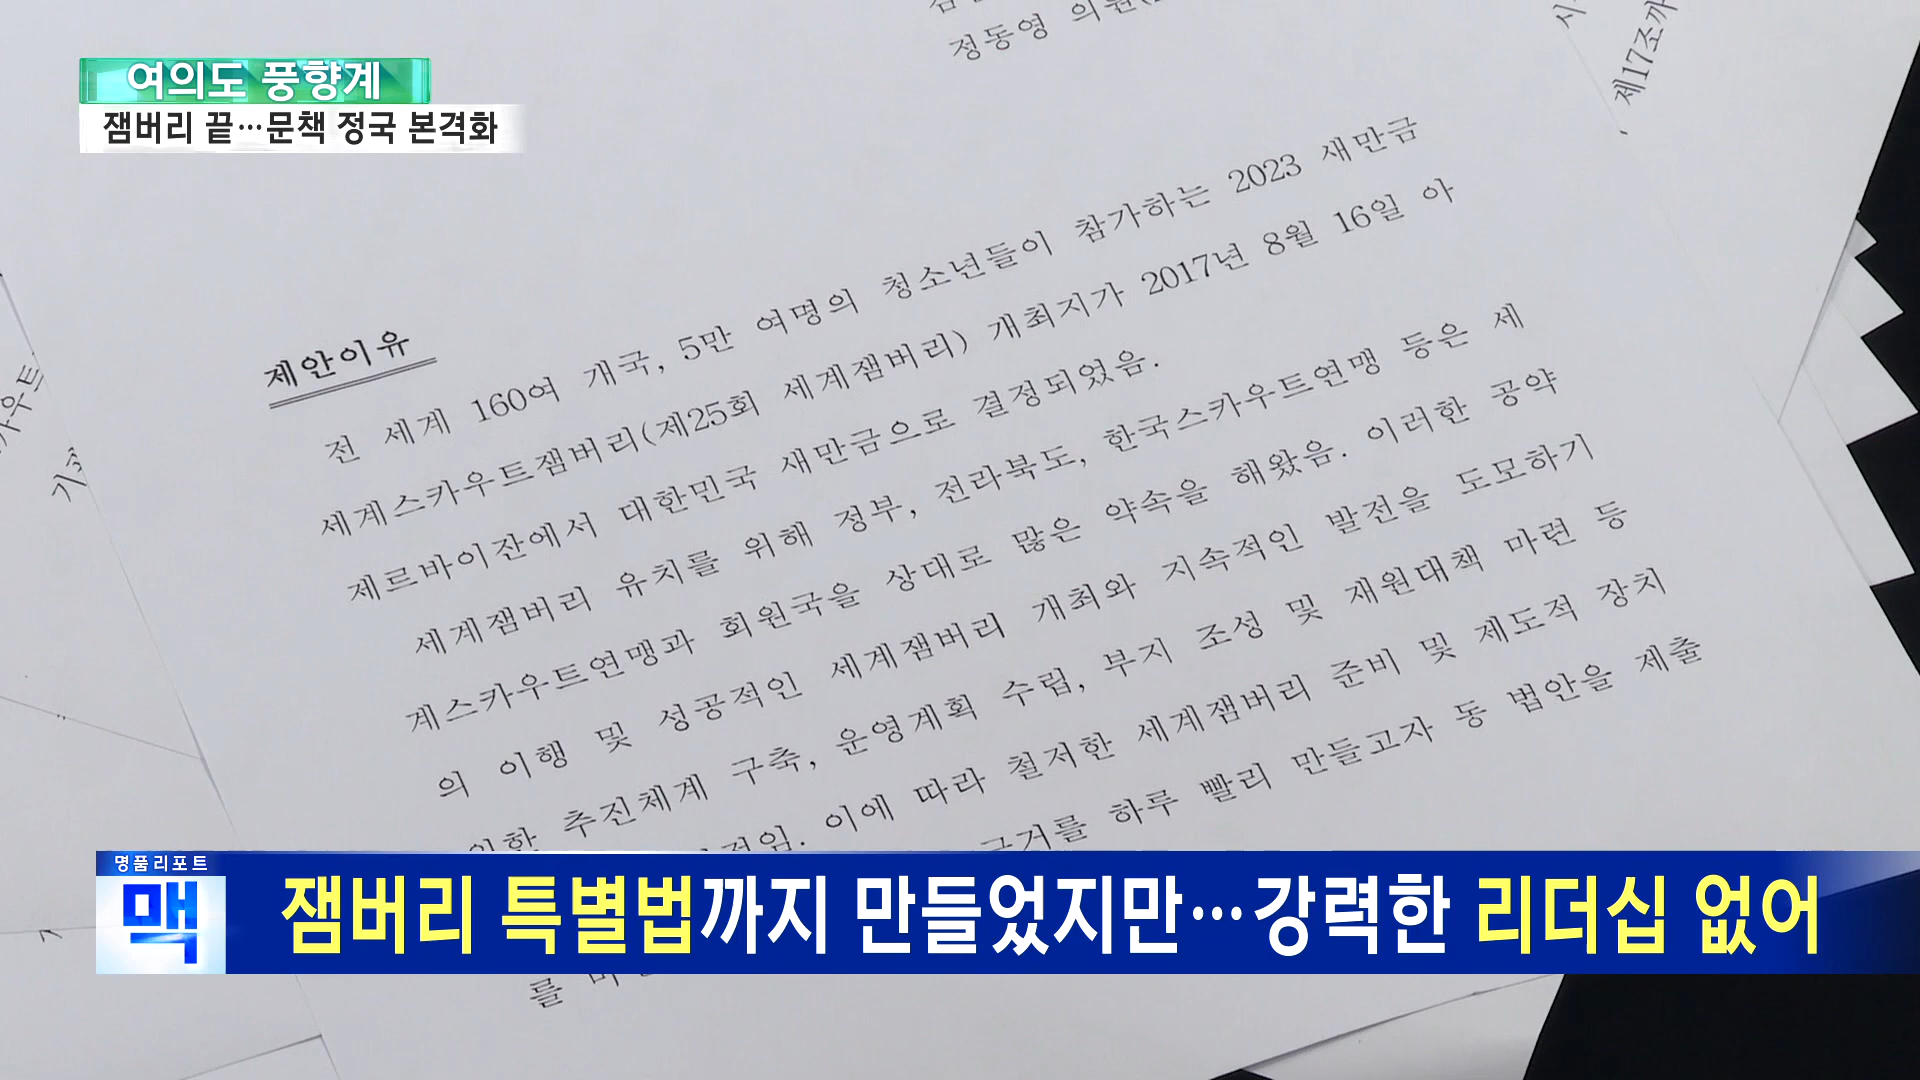 여의도 풍향계
잼버리 끝…문책 정국 본격화
정동영 의원
제17조
제안이유
전 세계 160여 개국, 5만 여명의 청소년들이 참가하는 2023 새만금
세계스카우트잼버리(제25회 세계잼버리) 개최지가 2017년 8월 16일 아
제르바이잔에서 대한민국 새만금으로 결정되었음.
세계잼버리 유치를 위해 정부, 전라북도, 한국스카우트연맹 등은 세
계스카우트연맹과 회원국을 상대로 많은 약속을 해왔음. 이러한 공약
의 이행 및 성공적인 세계잼버리 개최와 지속적인 발전을 도모하기
위한 추진체계 구축, 운영계획 수립, 부지 조성 및 재원대책 마련 등
이에 따라 철저한 세계잼버리 준비 및 제도적 장치
근거를 하루 빨리 만들고자 동 법안을 제출
명품리포트
맥
잼버리 특별법까지 만들었지만…강력한 리더십 없어